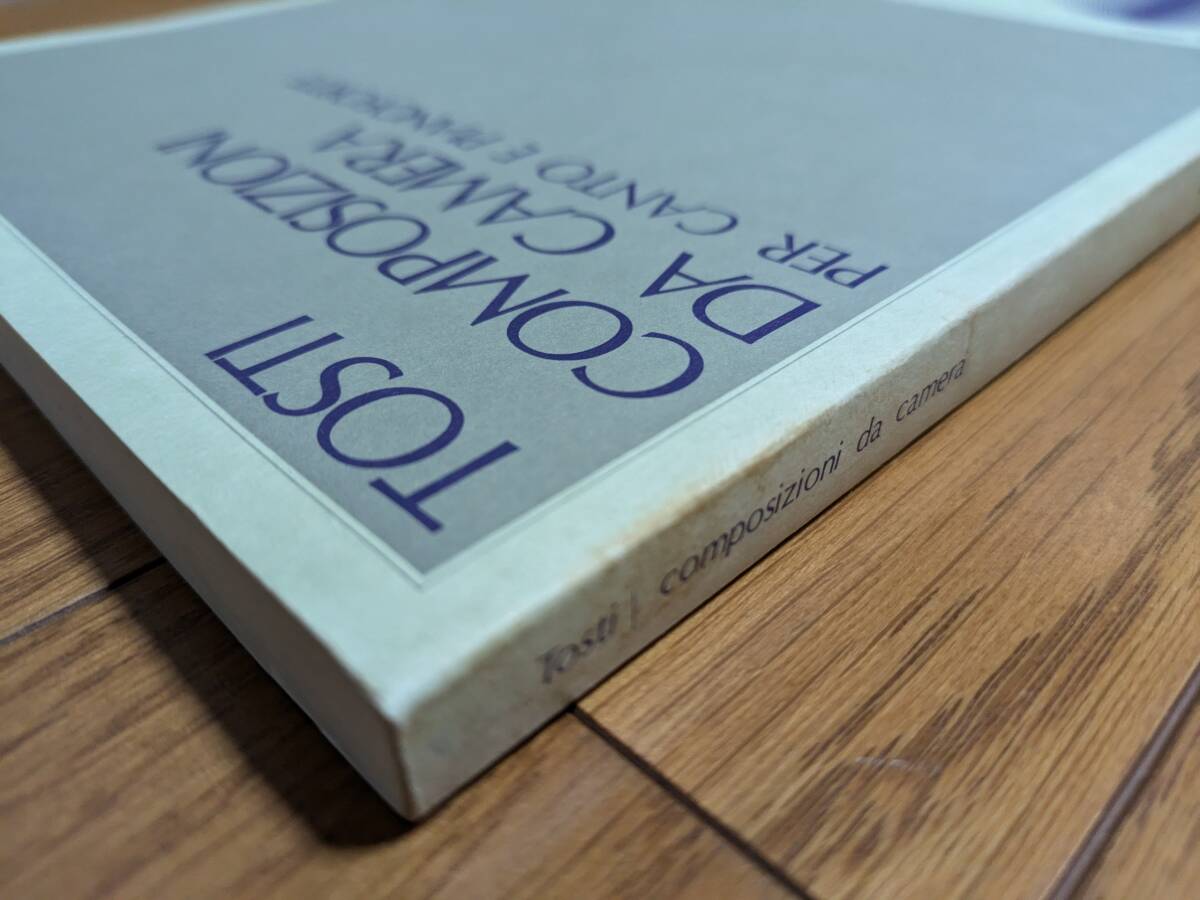 TOSTI
COMPOSIZIONI
DA CAMERA
PER CANTO E PIANOFORTE
Tosti | composizioni da camera